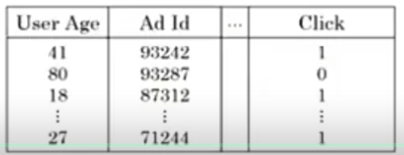 User Age Ad Id ... Click
41 93242 1
80 93287 0
18 87312 1
⋮ ⋮ ⋮
27 71244 1